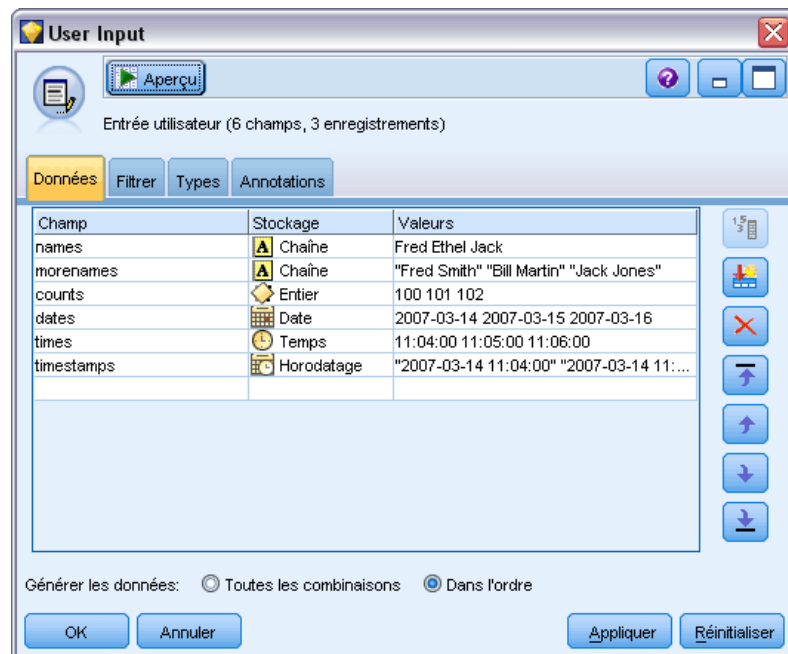 User Input
Aperçu
Entrée utilisateur (6 champs, 3 enregistrements)
Données Filtrer Types Annotations
Champ Stockage Valeurs
names Chaîne Fred Ethel Jack
morenames Chaîne "Fred Smith" "Bill Martin" "Jack Jones"
counts Entier 100 101 102
dates Date 2007-03-14 2007-03-15 2007-03-16
times Temps 11:04:00 11:05:00 11:06:00
timestamps Horodatage "2007-03-14 11:04:00" "2007-03-14 11:...
Générer les données: Toutes les combinaisons Dans l'ordre
OK Annuler Appliquer Réinitialiser